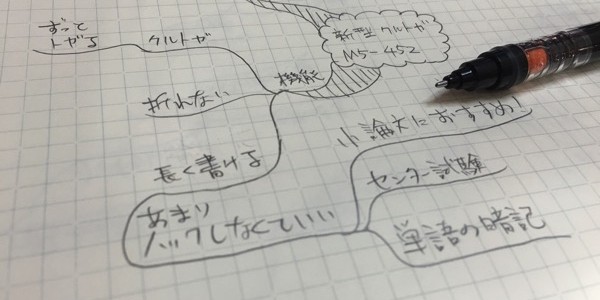 新型クルトガ
M5-452
機能
クルトガ
ずっと
トガる
折れない
長く書ける
あまり
ノックしなくていい
小論文におすすめ!
センター試験
単語の暗記